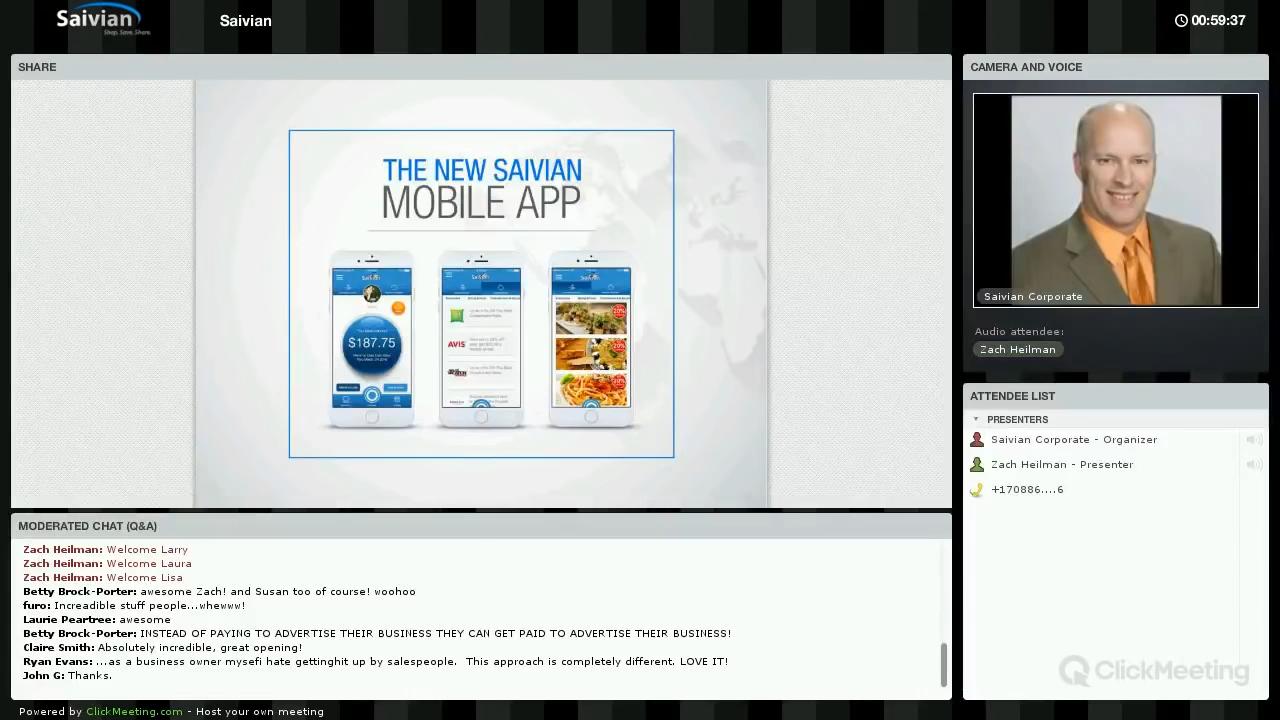 Saivian
Shop. Save. Share.
Saivian
00:59:37
SHARE
THE NEW SAIVIAN
MOBILE APP
$187.75
AVIS
20%
20%
20%
CAMERA AND VOICE
Saivian Corporate
Audio attendee:
Zach Heilman
ATTENDEE LIST
PRESENTERS
Saivian Corporate - Organizer
Zach Heilman - Presenter
+170886....6
MODERATED CHAT (Q&A)
Zach Heilman: Welcome Larry
Zach Heilman: Welcome Laura
Zach Heilman: Welcome Lisa
Betty Brock-Porter: awesome Zach! and Susan too of course! woohoo
furo: Increadible stuff people...whewww!
Laurie Peartree: awesome
Betty Brock-Porter: INSTEAD OF PAYING TO ADVERTISE THEIR BUSINESS THEY CAN GET PAID TO ADVERTISE THEIR BUSINESS!
Claire Smith: Absolutely incredible, great opening!
Ryan Evans: ...as a business owner mysefi hate gettinghit up by salespeople. This approach is completely different. LOVE IT!
John G: Thanks.
ClickMeeting
Powered by ClickMeeting.com - Host your own meeting